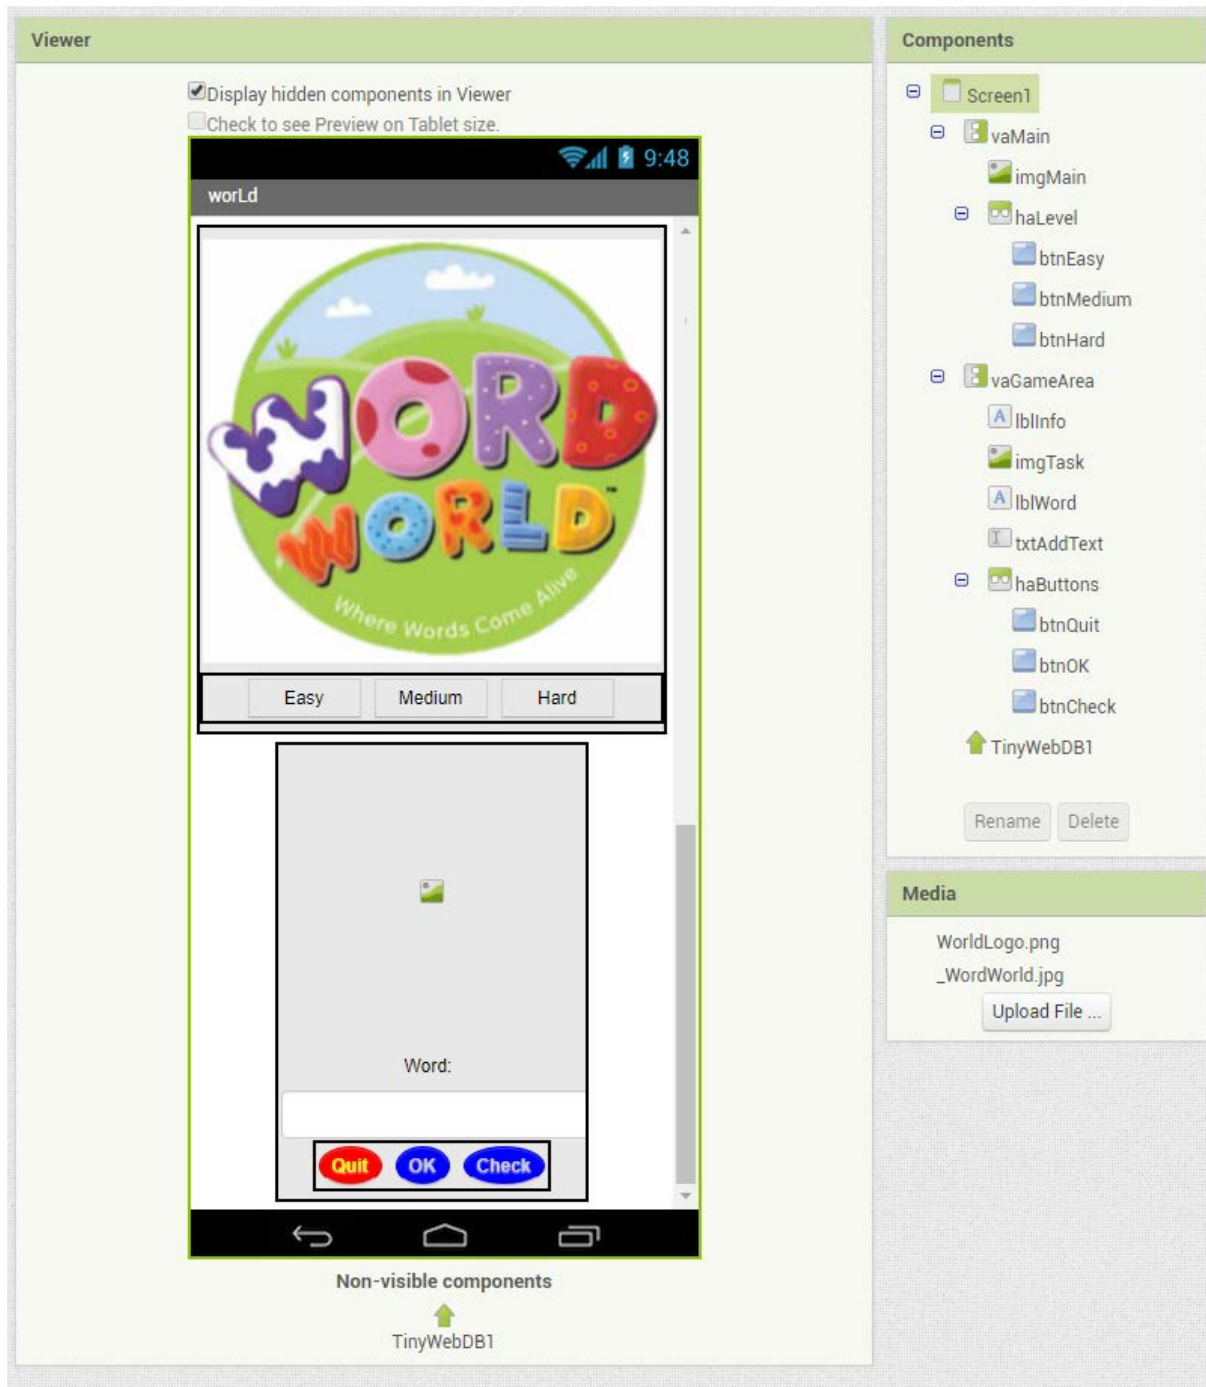 Viewer
Display hidden components in Viewer
Check to see Preview on Tablet size.
9:48
worLd
WORD
WORLD™
Where Words Come Alive
Easy Medium Hard
Word:
Quit OK Check
Non-visible components
TinyWebDB1
Components
Screen1
vaMain
imgMain
haLevel
btnEasy
btnMedium
btnHard
vaGameArea
lblInfo
imgTask
lblWord
txtAddText
haButtons
btnQuit
btnOK
btnCheck
TinyWebDB1
Rename Delete
Media
WorldLogo.png
_WordWorld.jpg
Upload File ...